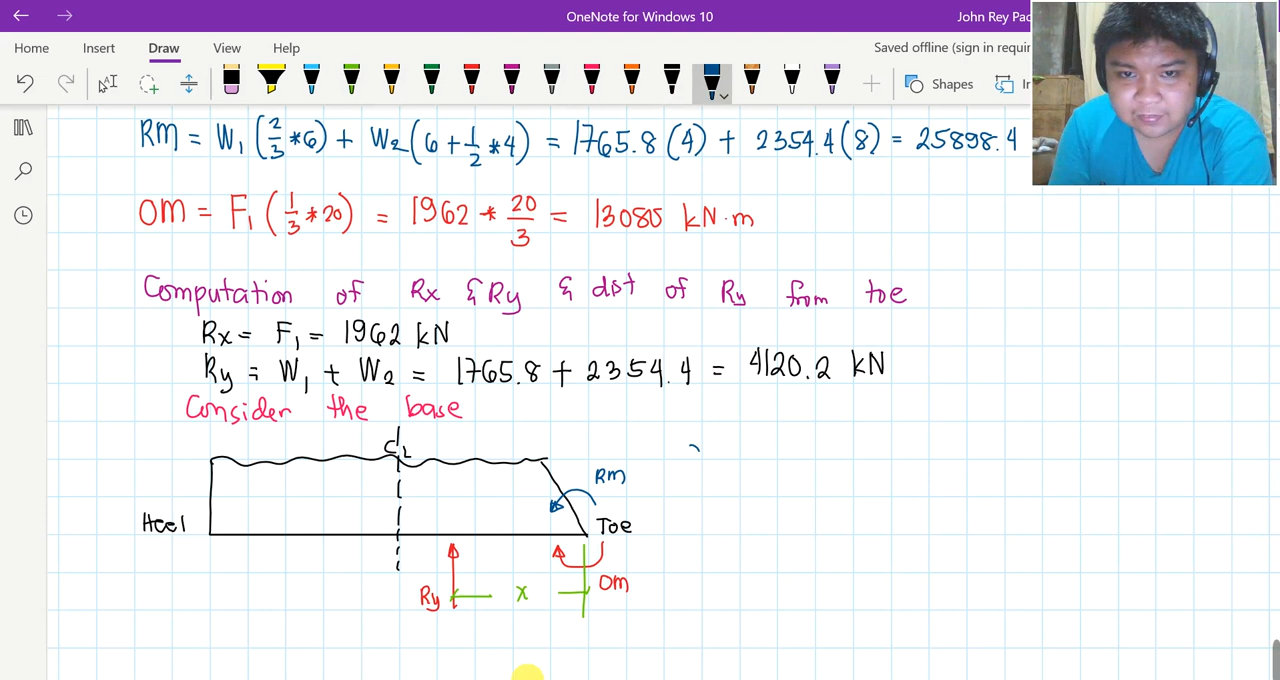 OneNote for Windows 10
John Rey Pac
Home Insert Draw View Help
Saved offline (sign in requir
Shapes
In
RM = W₁ (2/3 *6) + W₂ (6 + 1/2 *4) = 1765.8 (4) + 2354.4 (8) = 25898.4
OM = F₁ (1/3 *20) = 1962 * 20/3 = 13080 kN·m
Computation of Rx & Ry & dist of Ry from toe
Rx = F₁ = 1962 kN
Ry = W₁ + W₂ = 1765.8 + 2354.4 = 4120.2 kN
Consider the base
CL
RM
Heel
Toe
Ry
x
OM